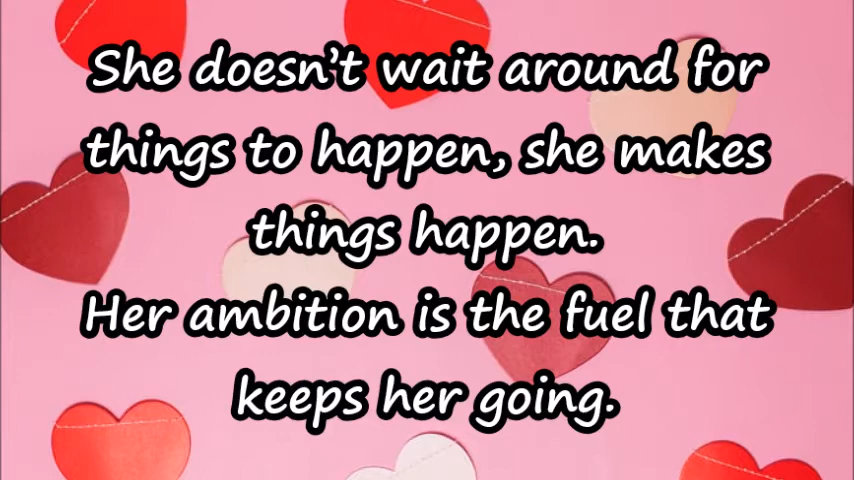 She doesn’t wait around for
things to happen, she makes
things happen.
Her ambition is the fuel that
keeps her going.